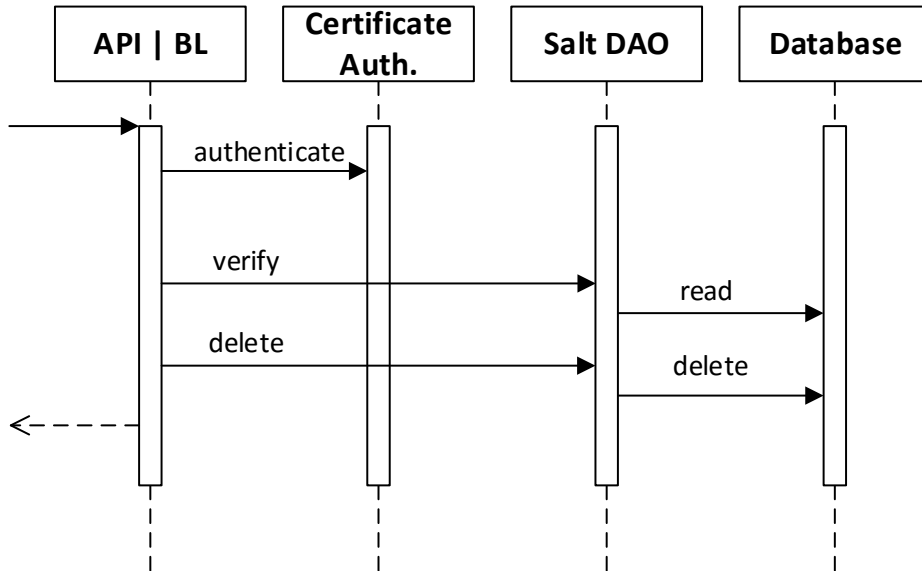 API | BL
Certificate
Auth.
Salt DAO
Database
authenticate
verify
read
delete
delete